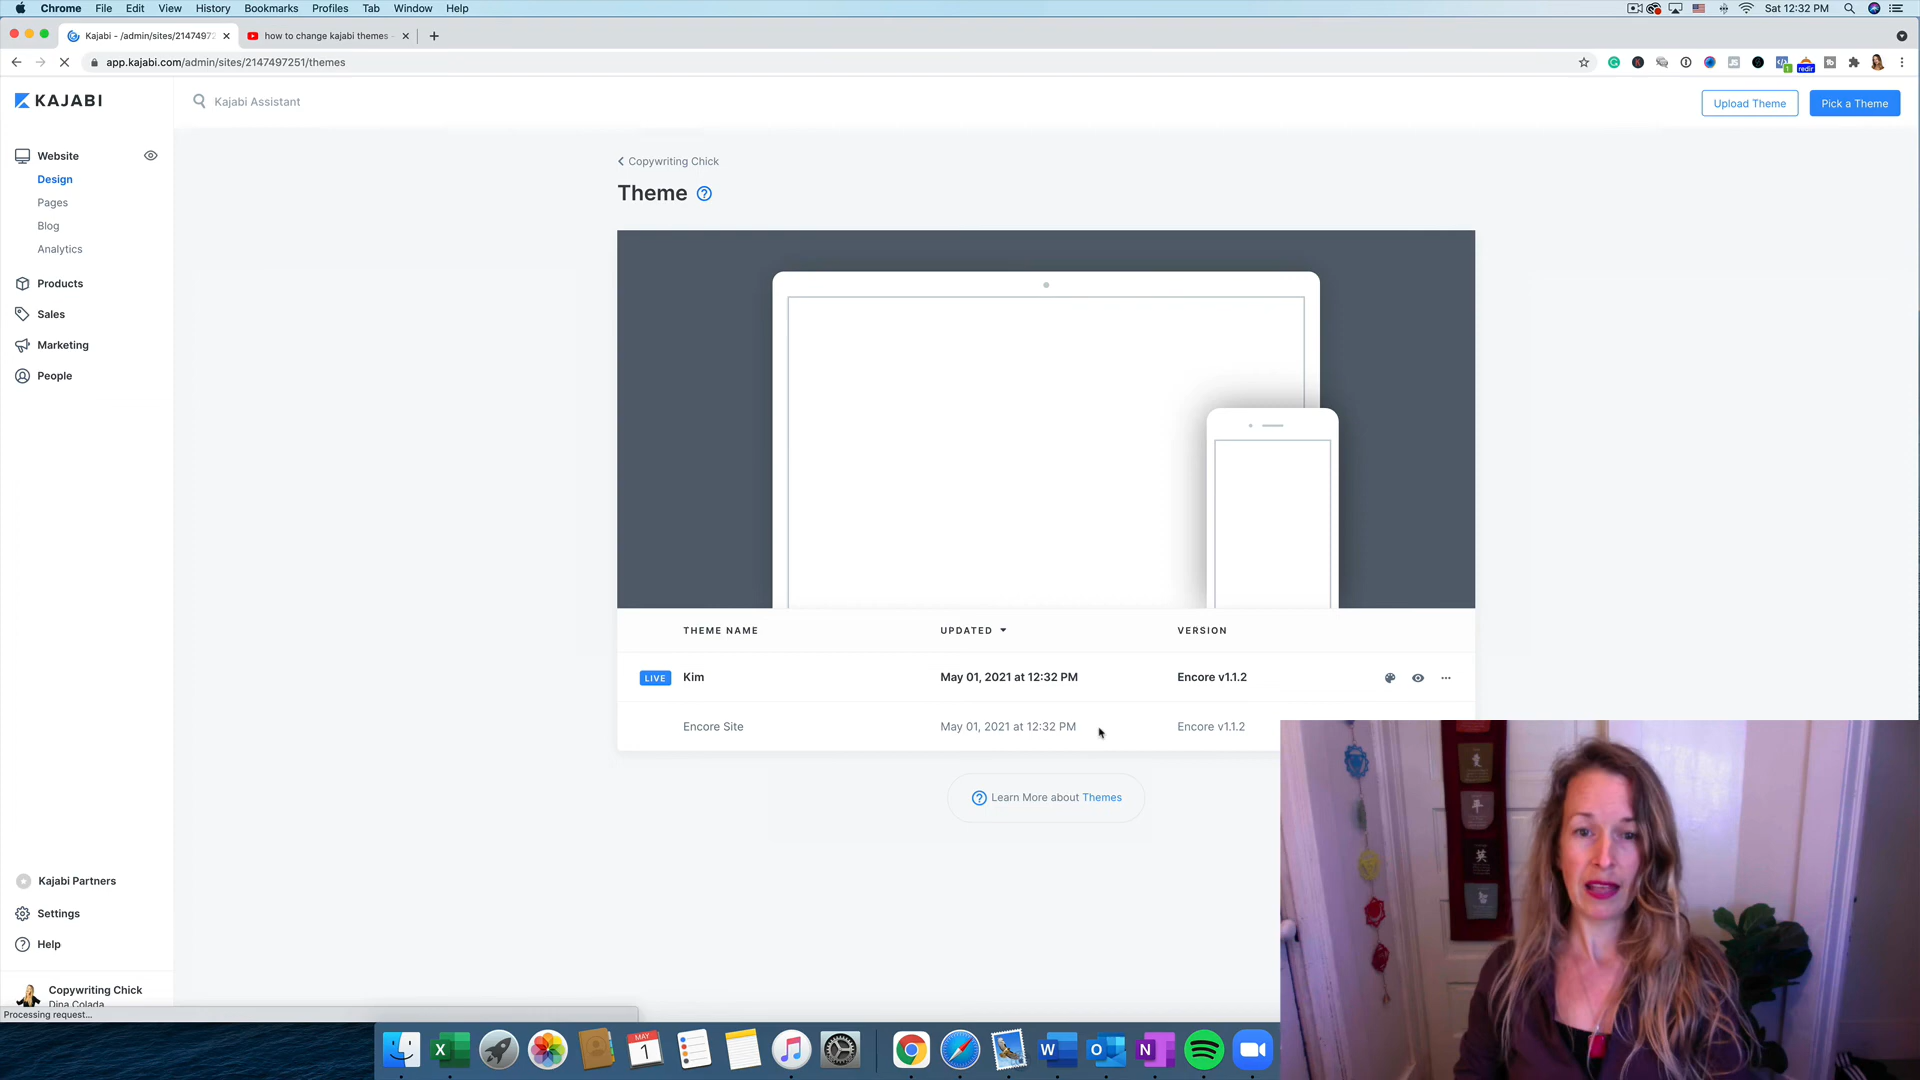 Chrome File Edit View History Bookmarks Profiles Tab Window Help
Sat 12:32 PM
Kajabi - /admin/sites/2147497
how to change kajabi themes
app.kajabi.com/admin/sites/2147497251/themes
redir
KAJABI
Kajabi Assistant
Upload Theme
Pick a Theme
Website
Design
Pages
Blog
Analytics
Products
Sales
Marketing
People
Copywriting Chick
Theme
THEME NAME UPDATED VERSION
LIVE Kim May 01, 2021 at 12:32 PM Encore v1.1.2
Encore Site May 01, 2021 at 12:32 PM Encore v1.1.2
Learn More about Themes
Kajabi Partners
Settings
Help
Copywriting Chick
Dina Colada
Processing request...
MAY
1